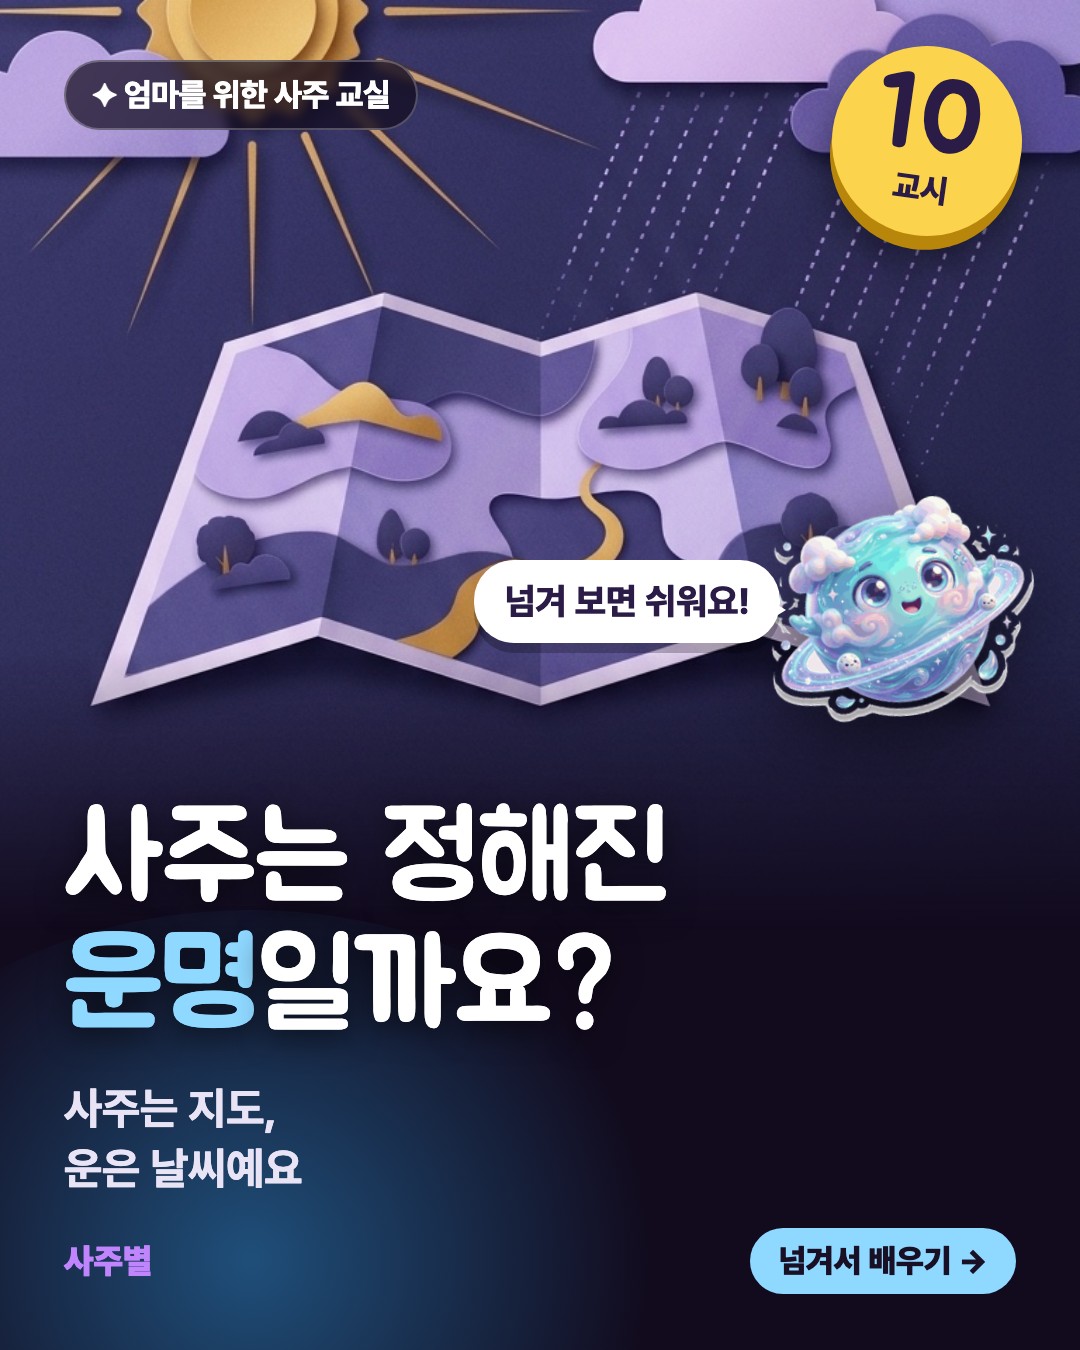 ✦ 엄마를 위한 사주 교실
10
교시
넘겨 보면 쉬워요!
사주는 정해진
운명일까요?
사주는 지도,
운은 날씨예요
사주별
넘겨서 배우기 →